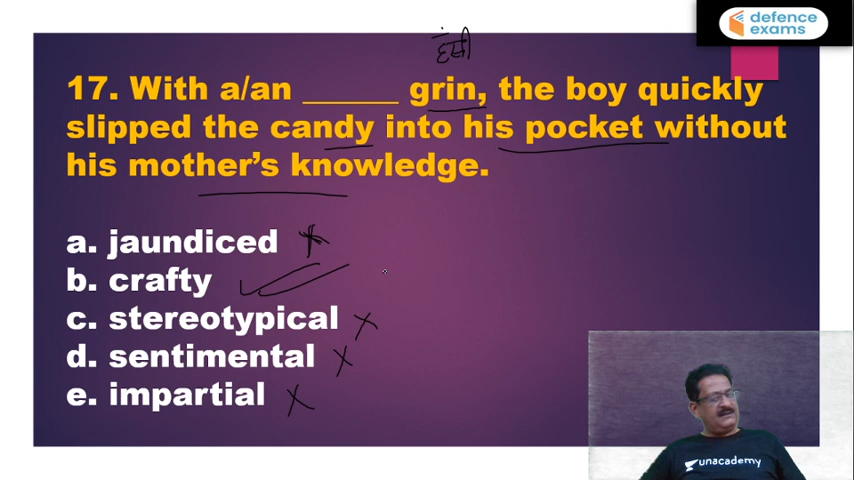 defence
exams
हंसी
17. With a/an ______ grin, the boy quickly
slipped the candy into his pocket without
his mother’s knowledge.
a. jaundiced
b. crafty
c. stereotypical
d. sentimental
e. impartial
unacademy